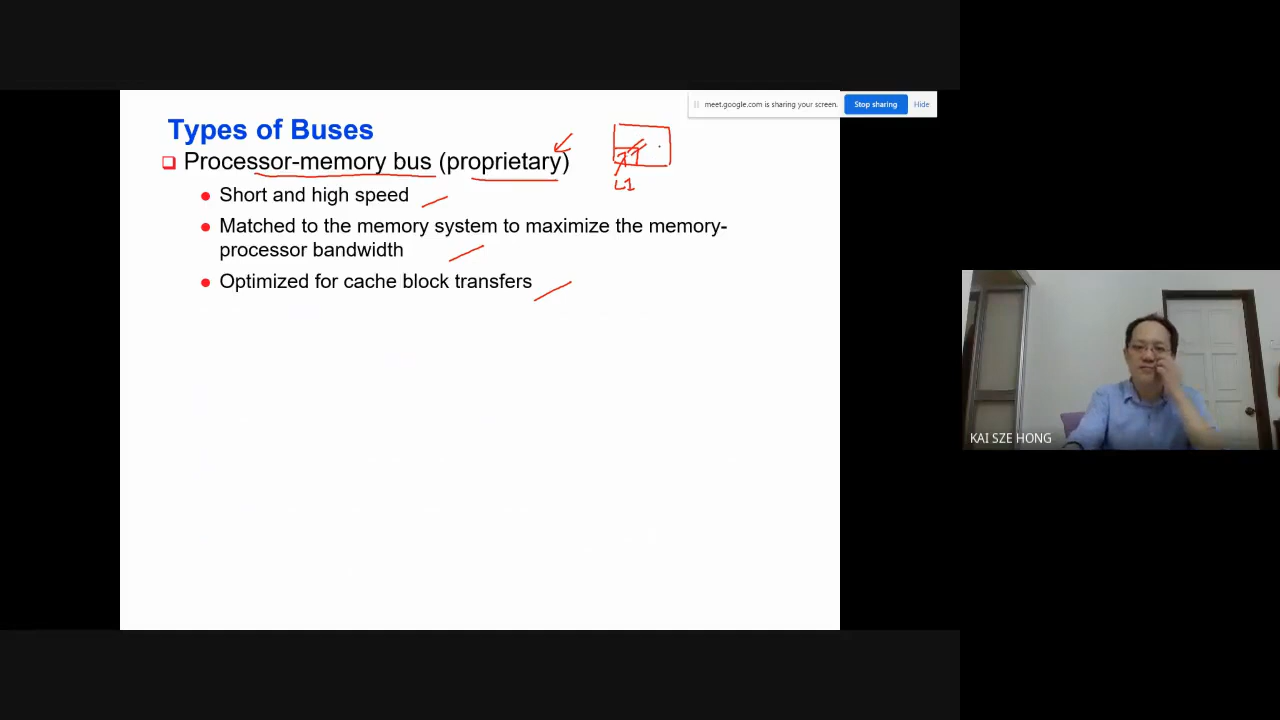 meet.google.com is sharing your screen.
Stop sharing
Hide
Types of Buses
Processor-memory bus (proprietary)
L1
Short and high speed
Matched to the memory system to maximize the memory-
processor bandwidth
Optimized for cache block transfers
KAI SZE HONG